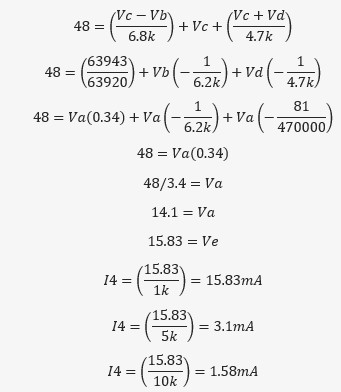 48 = (Vc − Vb / 6.8k) + Vc + (Vc + Vd / 4.7k)
48 = (63943 / 63920) + Vb (− 1 / 6.2k) + Vd (− 1 / 4.7k)
48 = Va(0.34) + Va (− 1 / 6.2k) + Va (− 81 / 470000)
48 = Va(0.34)
48/3.4 = Va
14.1 = Va
15.83 = Ve
I4 = (15.83 / 1k) = 15.83mA
I4 = (15.83 / 5k) = 3.1mA
I4 = (15.83 / 10k) = 1.58mA